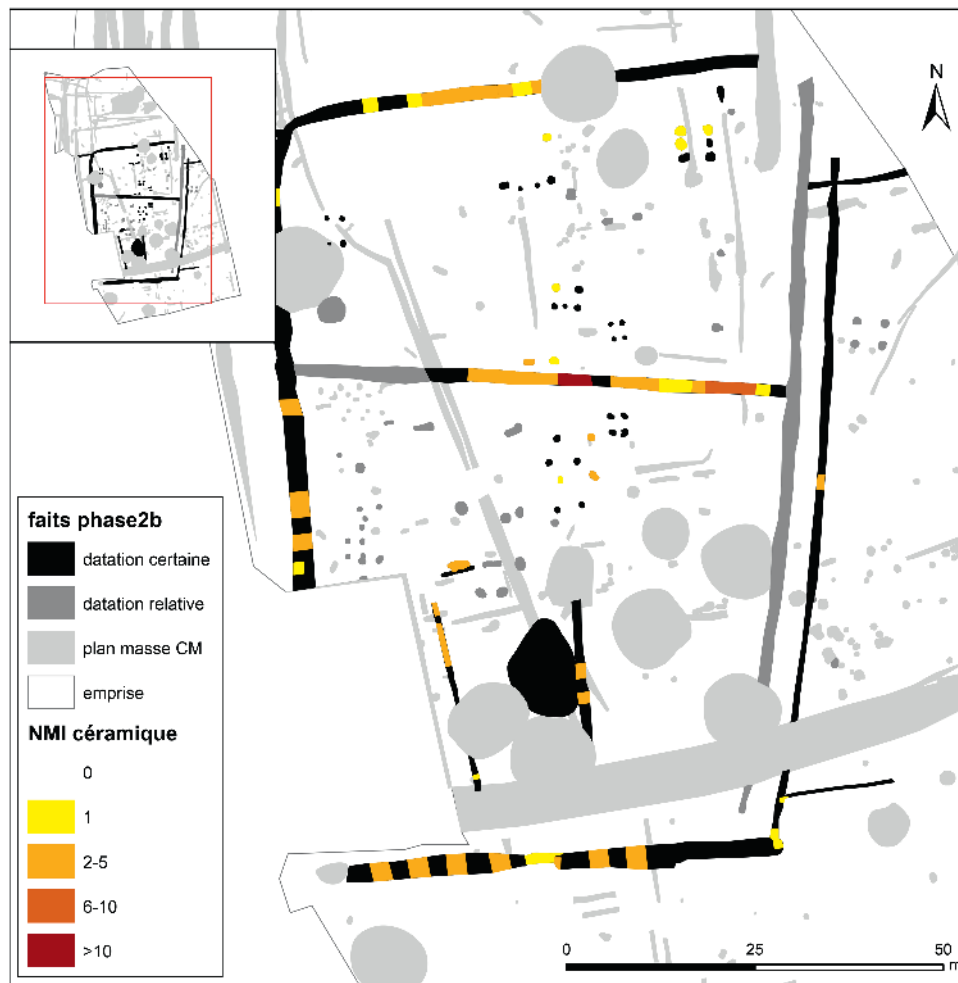 N
faits phase2b
datation certaine
datation relative
plan masse CM
emprise
NMI céramique
0
1
2-5
6-10
>10
0 25 50
m